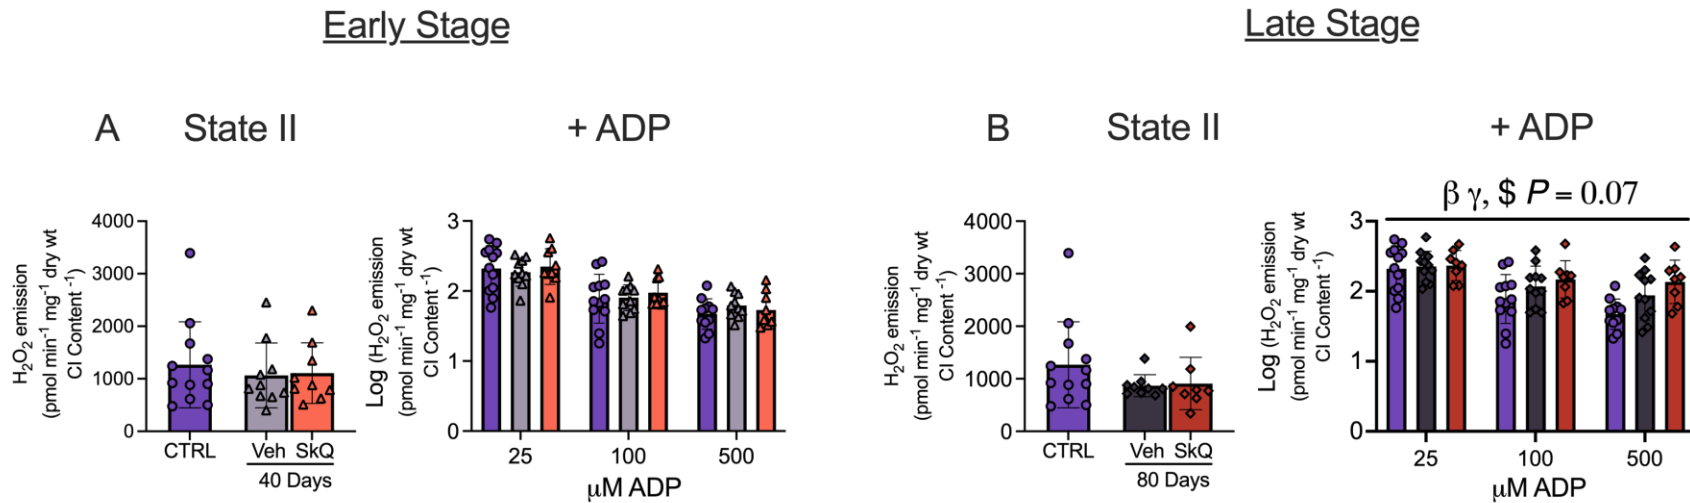 Early Stage
Late Stage
A
State II
+ ADP
B
State II
+ ADP
H₂O₂ emission
(pmol min⁻¹ mg⁻¹ dry wt
CI Content ⁻¹)
4000
3000
2000
1000
0
CTRL
Veh
SkQ
40 Days
Log (H₂O₂ emission
(pmol min⁻¹ mg⁻¹ dry wt
CI Content ⁻¹)
3
2
1
0
25
100
500
μM ADP
H₂O₂ emission
(pmol min⁻¹ mg⁻¹ dry wt
CI Content ⁻¹)
4000
3000
2000
1000
0
CTRL
Veh
SkQ
80 Days
β γ, $ P = 0.07
Log (H₂O₂ emission
(pmol min⁻¹ mg⁻¹ dry wt
CI Content ⁻¹)
3
2
1
0
25
100
500
μM ADP